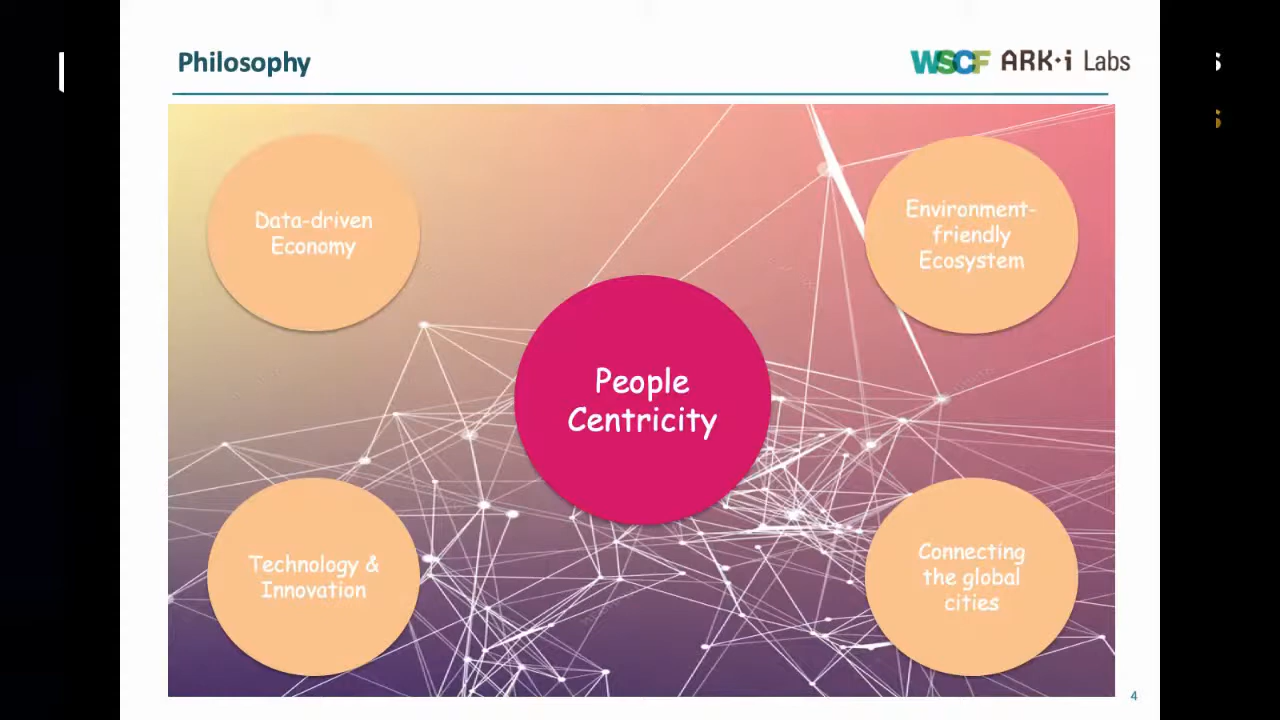 Philosophy
WSCF ARK·i Labs
Data-driven
Economy
Environment-
friendly
Ecosystem
People
Centricity
Technology &
Innovation
Connecting
the global
cities
4